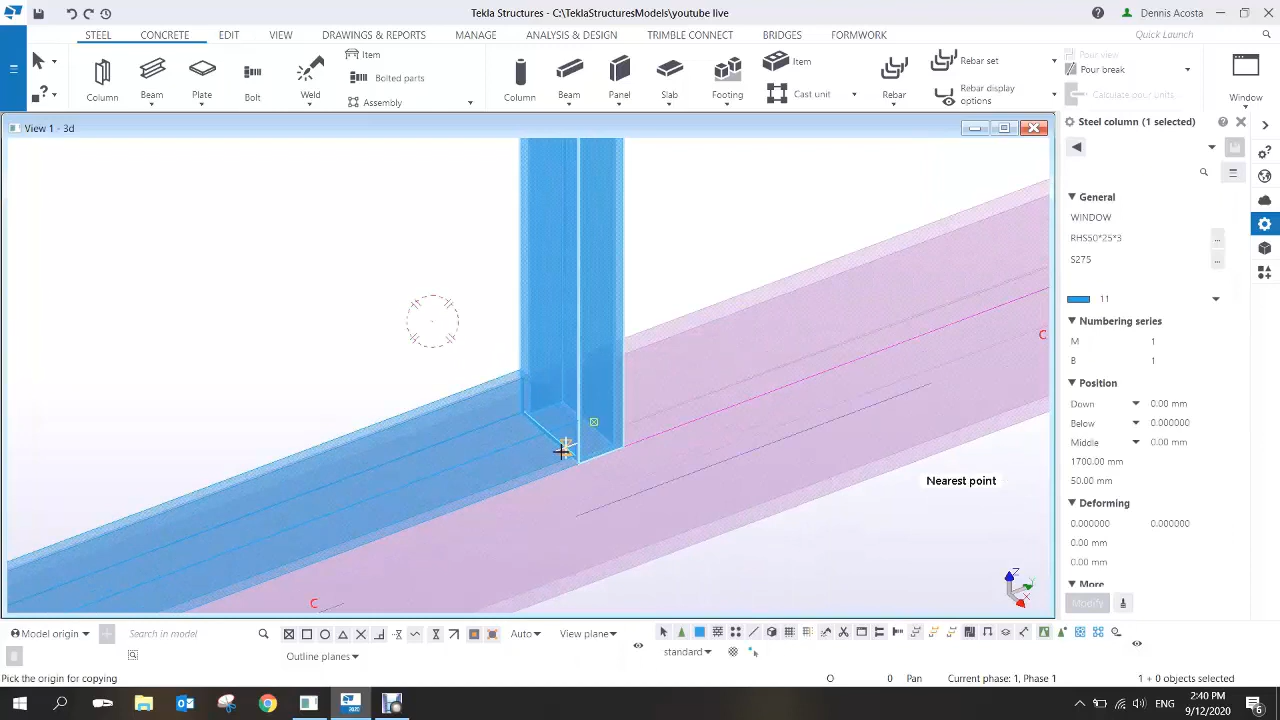 Tekla Structures - C:\TeklaStructuresModels\youtube live
Dennis Acosta
STEEL CONCRETE EDIT VIEW DRAWINGS & REPORTS MANAGE ANALYSIS & DESIGN TRIMBLE CONNECT BRIDGES FORMWORK
Quick Launch
Item
Bolted parts
Assembly
Column Beam Plate Bolt Weld
Column Beam Panel Slab Footing
Item
Cast unit
Rebar
Rebar set
Rebar display options
Pour view
Pour break
Calculate pour units
Window
View 1 - 3d
Steel column (1 selected)
General
WINDOW
RHS50*25*3
S275
11
Numbering series
M 1
B 1
Position
Down 0.00 mm
Below 0.000000
Middle 0.00 mm
1700.00 mm
50.00 mm
Deforming
0.000000 0.000000
0.00 mm
0.00 mm
More
Modify
C
Nearest point
C
Z
Y
X
Model origin
Search in model
Auto
View plane
Outline planes
standard
Pick the origin for copying
O 0 Pan Current phase: 1, Phase 1 1 + 0 objects selected
ENG
2:40 PM
9/12/2020
6